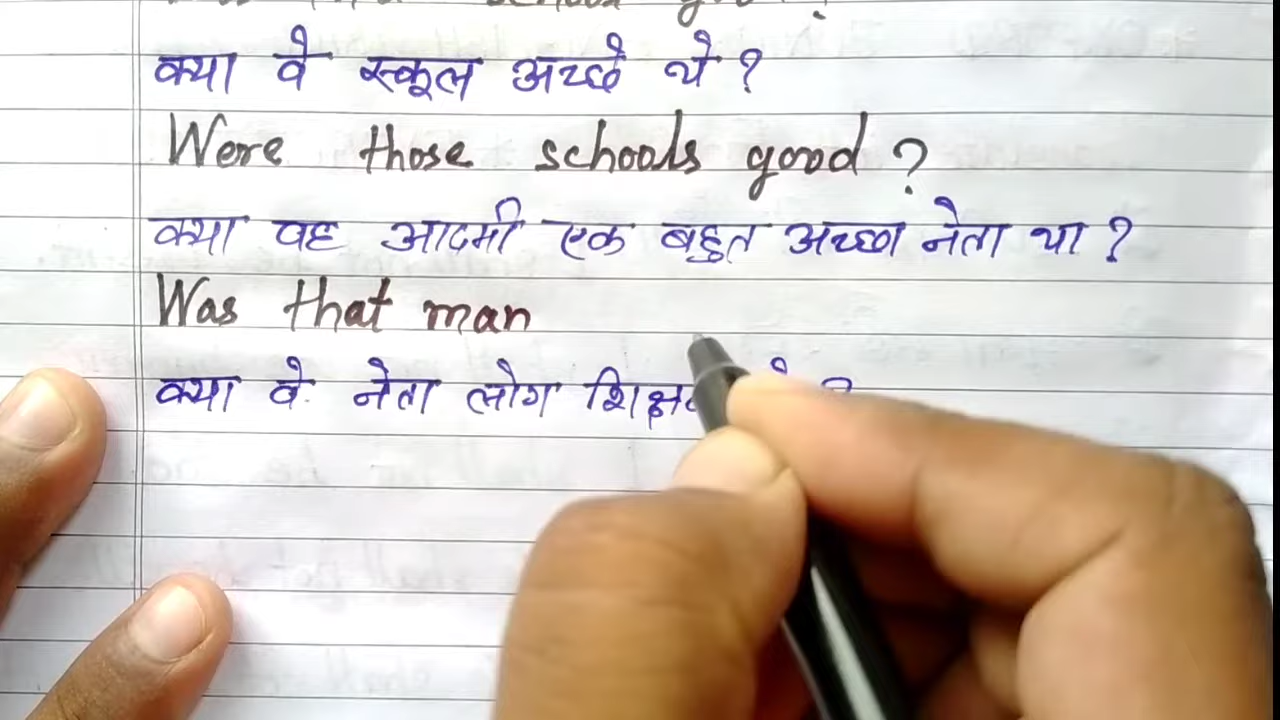 क्या वे स्कूल अच्छे थे ?
Were those schools good ?
क्या वह आदमी एक बहुत अच्छा नेता था ?
Was that man
क्या वे नेता लोग ?